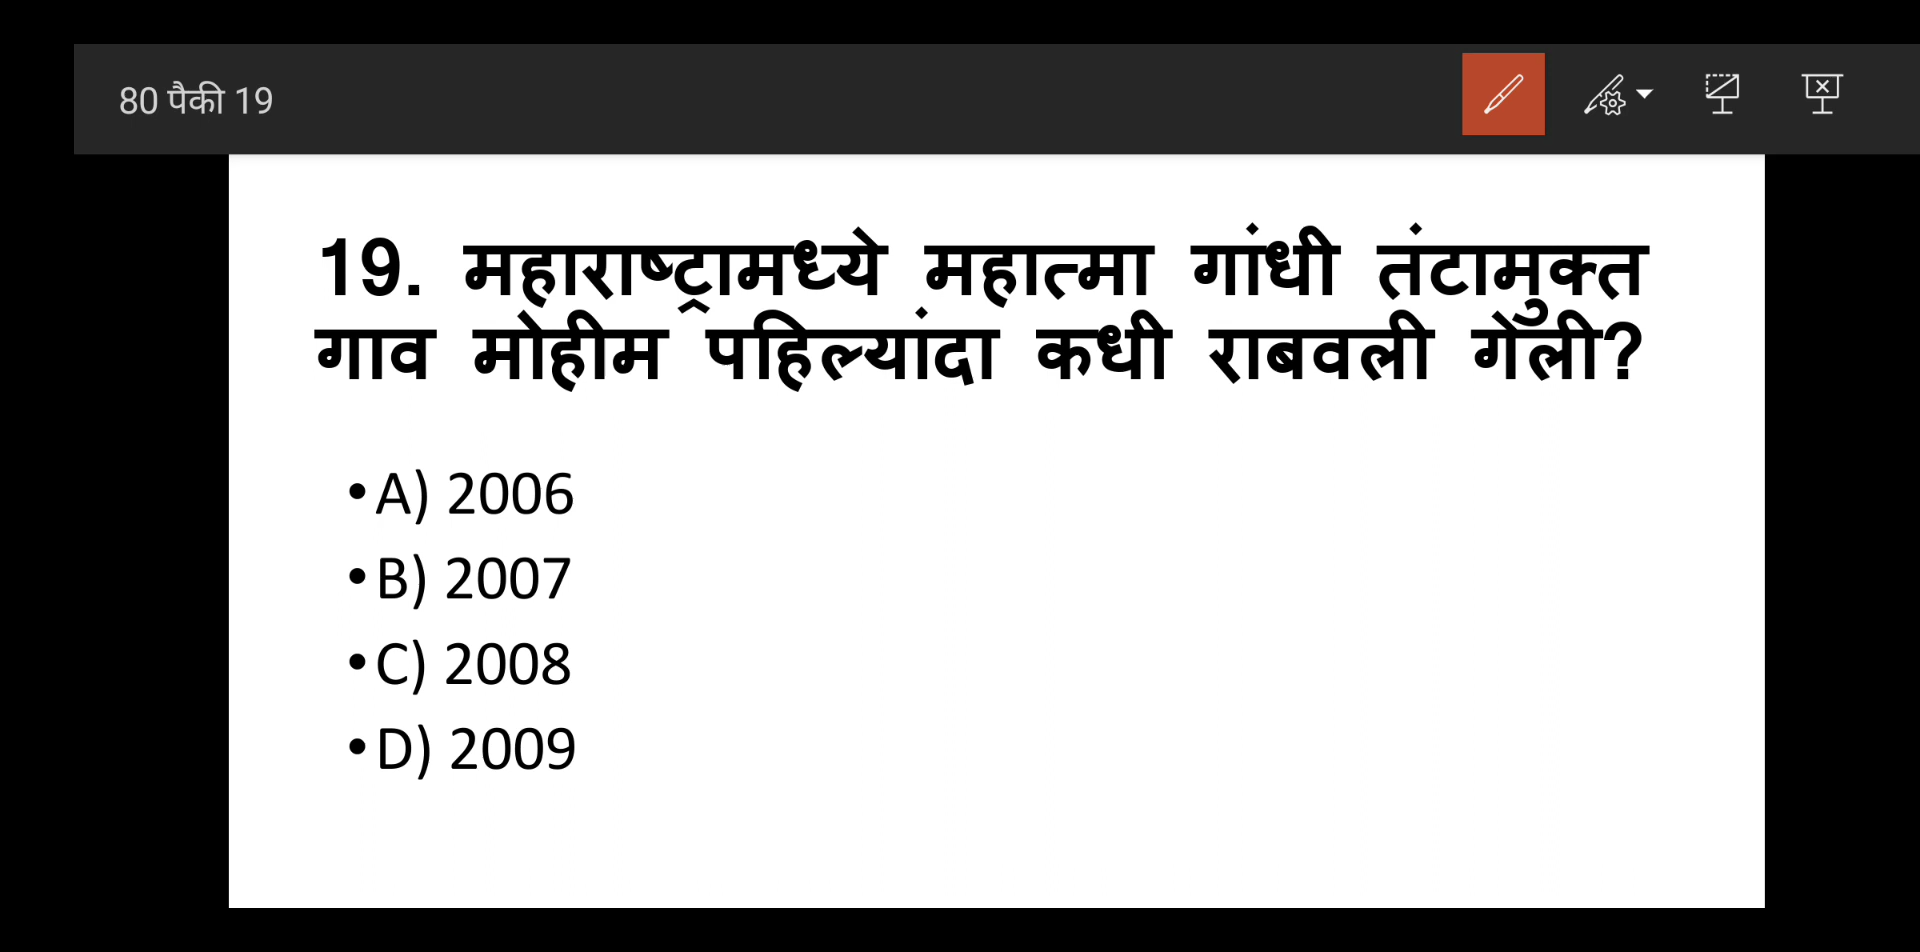 80 पैकी 19
19. महाराष्ट्रामध्ये महात्मा गांधी तंटामुक्त
गाव मोहीम पहिल्यांदा कधी राबवली गेली?
•A) 2006
•B) 2007
•C) 2008
•D) 2009